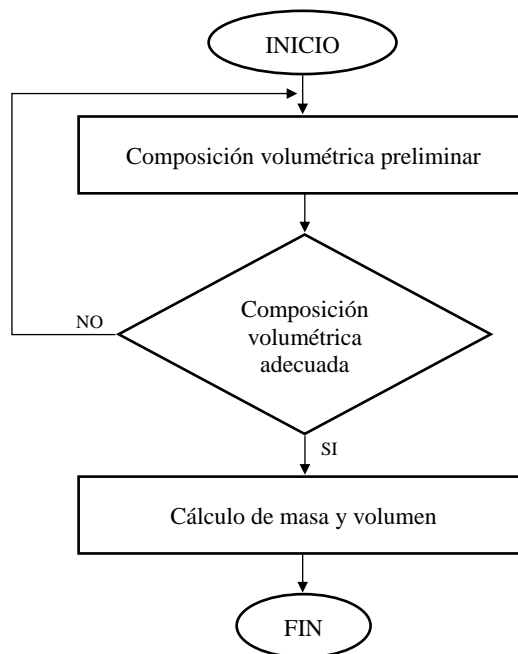 INICIO
Composición volumétrica preliminar
Composición
volumétrica
adecuada
NO
SI
Cálculo de masa y volumen
FIN